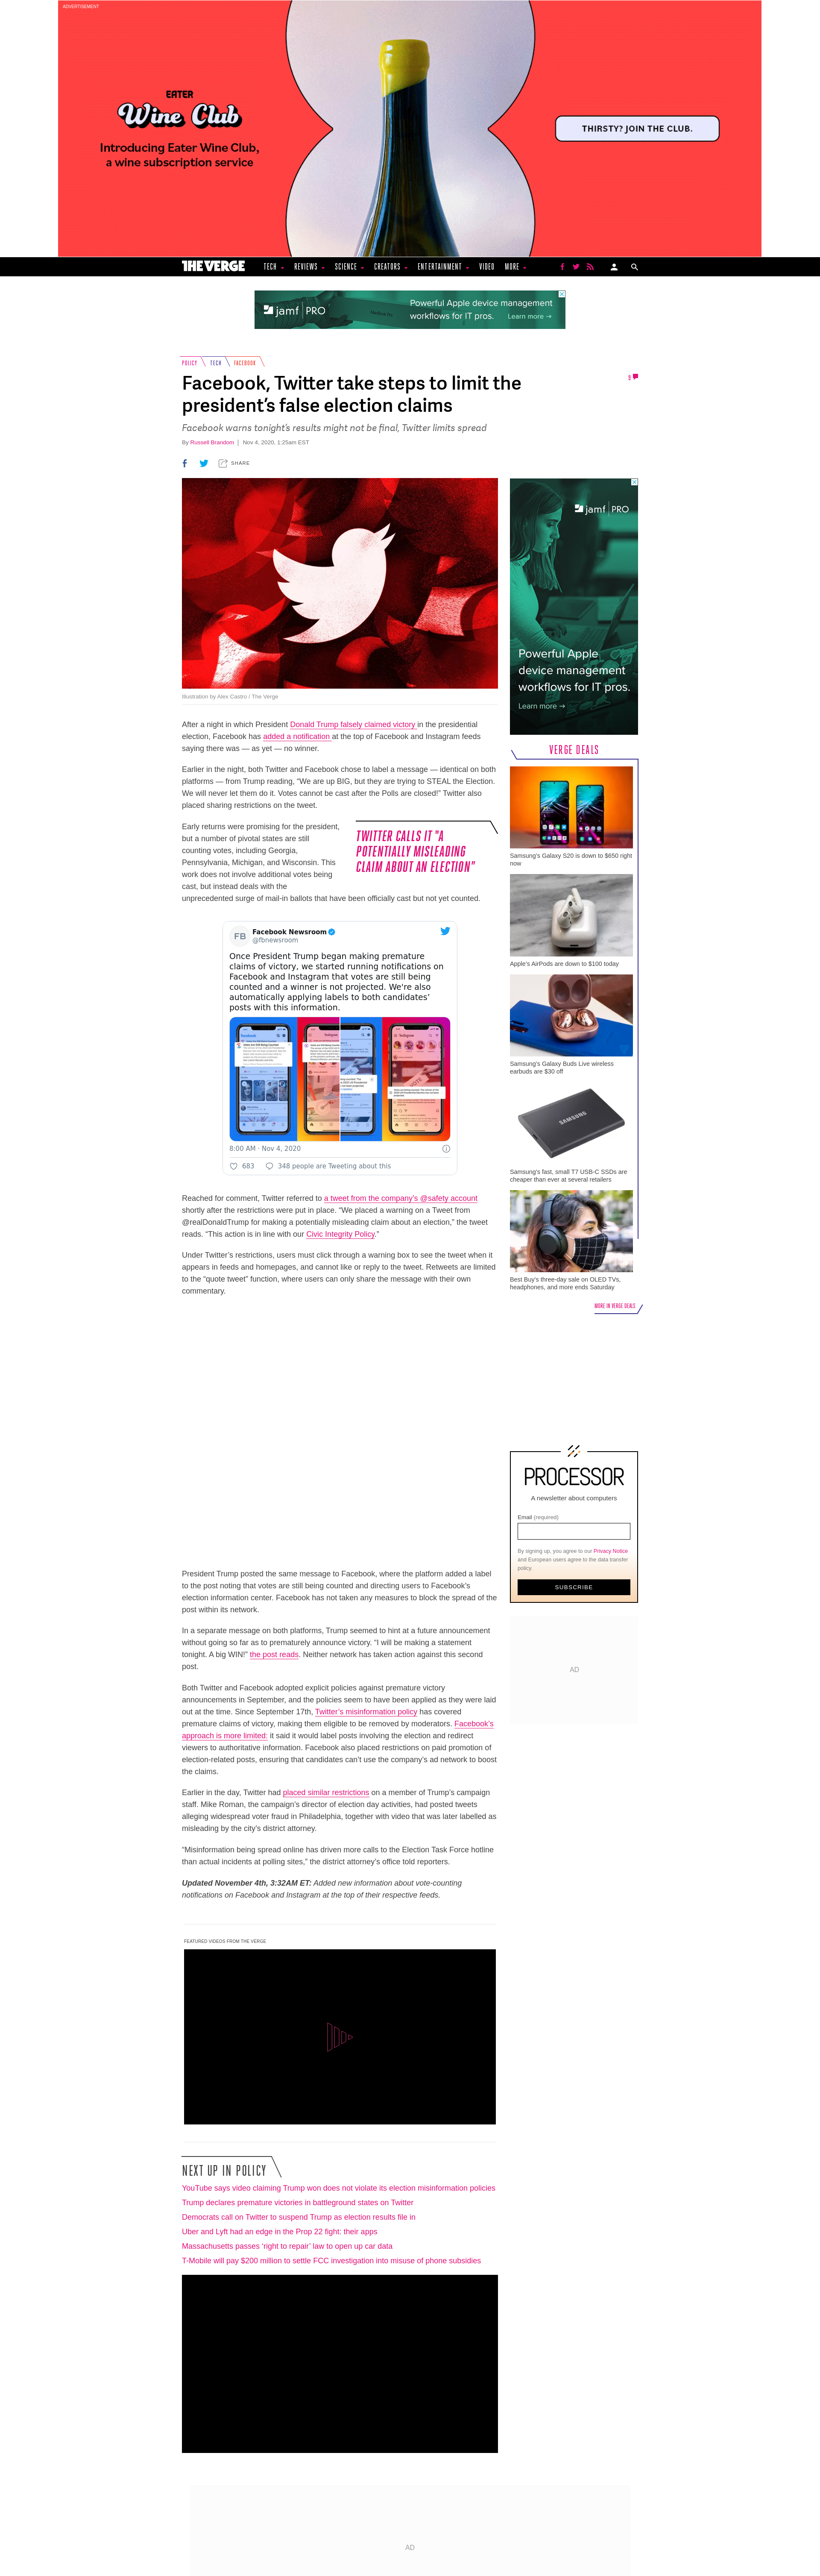 ADVERTISEMENT
EATER
Wine Club
Introducing Eater Wine Club,
a wine subscription service
THIRSTY? JOIN THE CLUB.
THE VERGE
TECH
REVIEWS
SCIENCE
CREATORS
ENTERTAINMENT
VIDEO
MORE
jamf | PRO
Powerful Apple device management
workflows for IT pros.
Learn more →
POLICY
TECH
FACEBOOK
Facebook, Twitter take steps to limit the
president’s false election claims
9
Facebook warns tonight’s results might not be final, Twitter limits spread
By Russell Brandom | Nov 4, 2020, 1:25am EST
SHARE
Illustration by Alex Castro / The Verge
After a night in which President Donald Trump falsely claimed victory in the presidential
election, Facebook has added a notification at the top of Facebook and Instagram feeds
saying there was — as yet — no winner.
Earlier in the night, both Twitter and Facebook chose to label a message — identical on both
platforms — from Trump reading, “We are up BIG, but they are trying to STEAL the Election.
We will never let them do it. Votes cannot be cast after the Polls are closed!” Twitter also
placed sharing restrictions on the tweet.
Early returns were promising for the president,
but a number of pivotal states are still
counting votes, including Georgia,
Pennsylvania, Michigan, and Wisconsin. This
work does not involve additional votes being
cast, but instead deals with the
unprecedented surge of mail-in ballots that have been officially cast but not yet counted.
TWITTER CALLS IT "A
POTENTIALLY MISLEADING
CLAIM ABOUT AN ELECTION"
FB
Facebook Newsroom
@fbnewsroom
Once President Trump began making premature
claims of victory, we started running notifications on
Facebook and Instagram that votes are still being
counted and a winner is not projected. We're also
automatically applying labels to both candidates’
posts with this information.
8:00 AM · Nov 4, 2020
683
348 people are Tweeting about this
Reached for comment, Twitter referred to a tweet from the company’s @safety account
shortly after the restrictions were put in place. “We placed a warning on a Tweet from
@realDonaldTrump for making a potentially misleading claim about an election,” the tweet
reads. “This action is in line with our Civic Integrity Policy.”
Under Twitter’s restrictions, users must click through a warning box to see the tweet when it
appears in feeds and homepages, and cannot like or reply to the tweet. Retweets are limited
to the “quote tweet” function, where users can only share the message with their own
commentary.
President Trump posted the same message to Facebook, where the platform added a label
to the post noting that votes are still being counted and directing users to Facebook’s
election information center. Facebook has not taken any measures to block the spread of the
post within its network.
In a separate message on both platforms, Trump seemed to hint at a future announcement
without going so far as to prematurely announce victory. “I will be making a statement
tonight. A big WIN!” the post reads. Neither network has taken action against this second
post.
Both Twitter and Facebook adopted explicit policies against premature victory
announcements in September, and the policies seem to have been applied as they were laid
out at the time. Since September 17th, Twitter’s misinformation policy has covered
premature claims of victory, making them eligible to be removed by moderators. Facebook’s
approach is more limited: it said it would label posts involving the election and redirect
viewers to authoritative information. Facebook also placed restrictions on paid promotion of
election-related posts, ensuring that candidates can’t use the company’s ad network to boost
the claims.
Earlier in the day, Twitter had placed similar restrictions on a member of Trump’s campaign
staff. Mike Roman, the campaign’s director of election day activities, had posted tweets
alleging widespread voter fraud in Philadelphia, together with video that was later labelled as
misleading by the city’s district attorney.
“Misinformation being spread online has driven more calls to the Election Task Force hotline
than actual incidents at polling sites,” the district attorney’s office told reporters.
Updated November 4th, 3:32AM ET: Added new information about vote-counting
notifications on Facebook and Instagram at the top of their respective feeds.
FEATURED VIDEOS FROM THE VERGE
NEXT UP IN POLICY
YouTube says video claiming Trump won does not violate its election misinformation policies
Trump declares premature victories in battleground states on Twitter
Democrats call on Twitter to suspend Trump as election results file in
Uber and Lyft had an edge in the Prop 22 fight: their apps
Massachusetts passes ‘right to repair’ law to open up car data
T-Mobile will pay $200 million to settle FCC investigation into misuse of phone subsidies
jamf | PRO
Powerful Apple
device management
workflows for IT pros.
Learn more →
VERGE DEALS
Samsung’s Galaxy S20 is down to $650 right
now
Apple’s AirPods are down to $100 today
Samsung’s Galaxy Buds Live wireless
earbuds are $30 off
SAMSUNG
Samsung’s fast, small T7 USB-C SSDs are
cheaper than ever at several retailers
Best Buy’s three-day sale on OLED TVs,
headphones, and more ends Saturday
MORE IN VERGE DEALS
PROCESSOR
A newsletter about computers
Email (required)
By signing up, you agree to our Privacy Notice
and European users agree to the data transfer
policy.
SUBSCRIBE
AD
AD